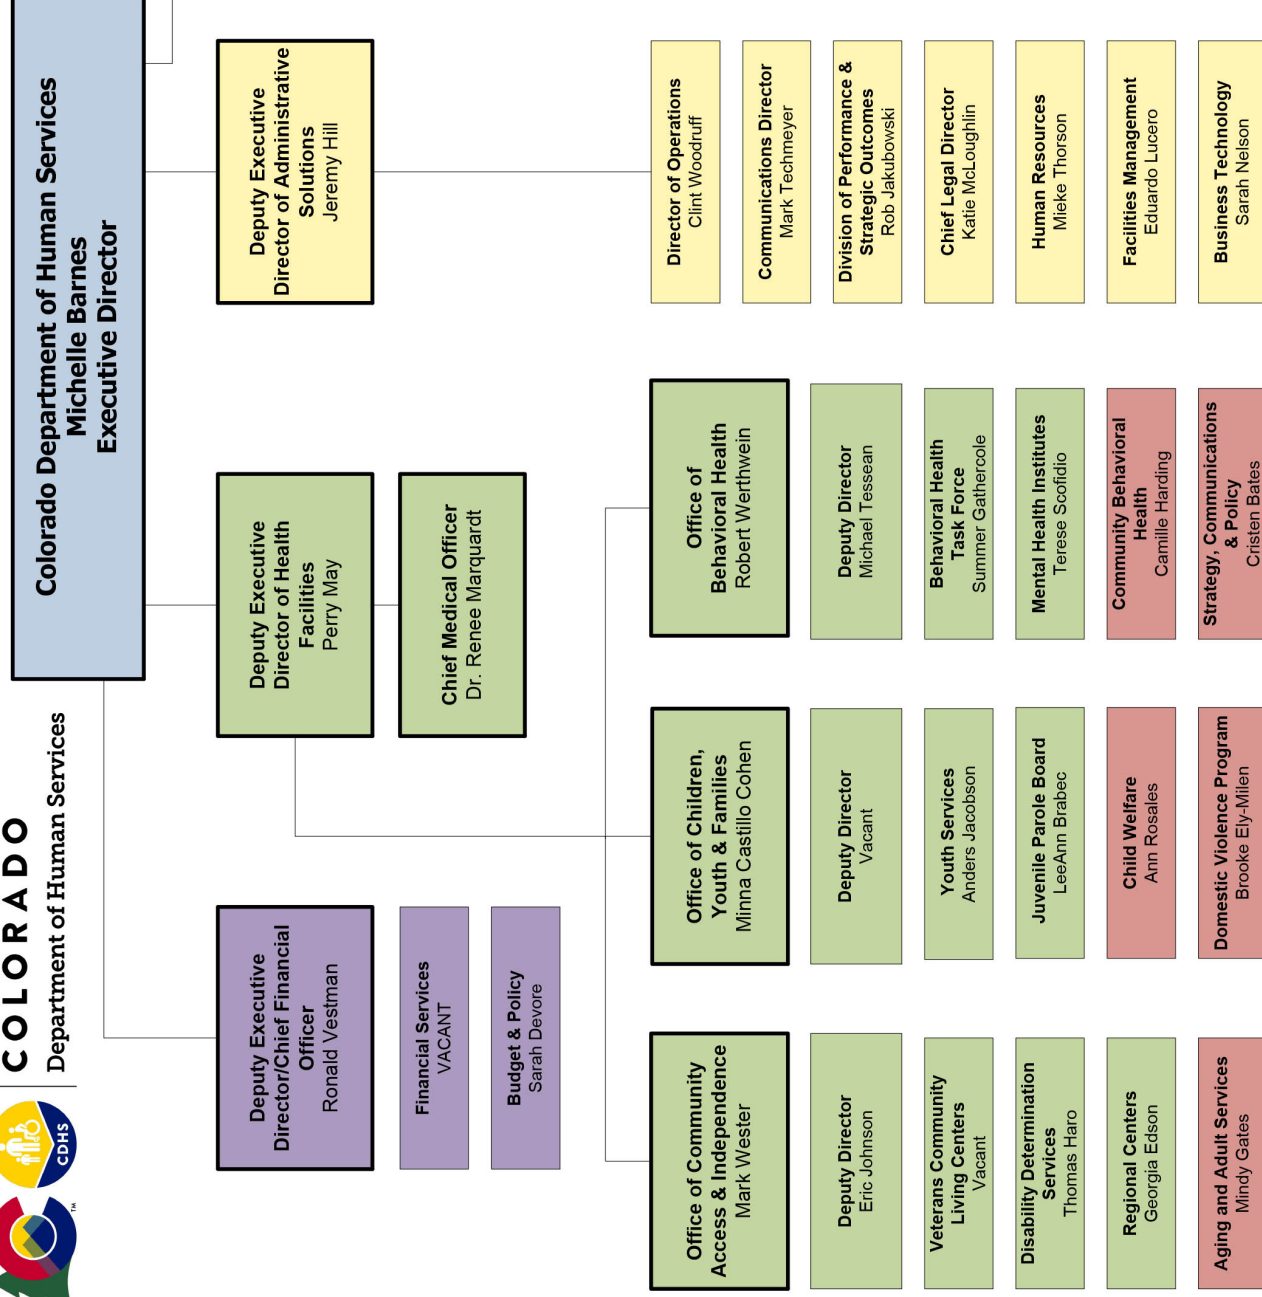 COLORADO
Department of Human Services
CDHS
TM
Colorado Department of Human Services
Michelle Barnes
Executive Director
Deputy Executive
Director/Chief Financial
Officer
Ronald Vestman
Financial Services
VACANT
Budget & Policy
Sarah Devore
Deputy Executive
Director of Health
Facilities
Perry May
Chief Medical Officer
Dr. Renee Marquardt
Deputy Executive
Director of Administrative
Solutions
Jeremy Hill
Office of Community
Access & Independence
Mark Wester
Deputy Director
Eric Johnson
Veterans Community
Living Centers
Vacant
Disability Determination
Services
Thomas Haro
Regional Centers
Georgia Edson
Aging and Adult Services
Mindy Gates
Office of Children,
Youth & Families
Minna Castillo Cohen
Deputy Director
Vacant
Youth Services
Anders Jacobson
Juvenile Parole Board
LeeAnn Brabec
Child Welfare
Ann Rosales
Domestic Violence Program
Brooke Ely-Milen
Office of
Behavioral Health
Robert Werthwein
Deputy Director
Michael Tessean
Behavioral Health
Task Force
Summer Gathercole
Mental Health Institutes
Terese Scofidio
Community Behavioral
Health
Camille Harding
Strategy, Communications
& Policy
Cristen Bates
Director of Operations
Clint Woodruff
Communications Director
Mark Techmeyer
Division of Performance &
Strategic Outcomes
Rob Jakubowski
Chief Legal Director
Katie McLoughlin
Human Resources
Mieke Thorson
Facilities Management
Eduardo Lucero
Business Technology
Sarah Nelson